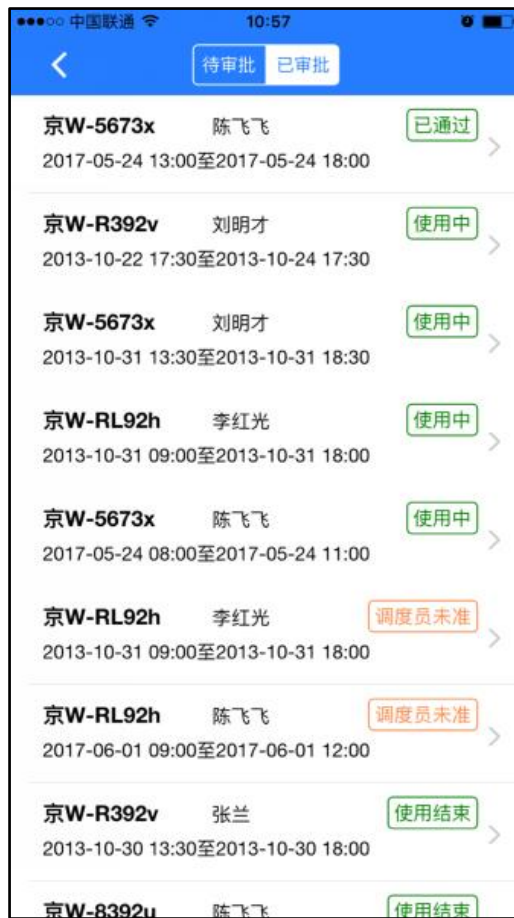 中国联通 10:57
待审批 已审批
京W-5673x 陈飞飞 已通过
2017-05-24 13:00至2017-05-24 18:00
京W-R392v 刘明才 使用中
2013-10-22 17:30至2013-10-24 17:30
京W-5673x 刘明才 使用中
2013-10-31 13:30至2013-10-31 18:30
京W-RL92h 李红光 使用中
2013-10-31 09:00至2013-10-31 18:00
京W-5673x 陈飞飞 使用中
2017-05-24 08:00至2017-05-24 11:00
京W-RL92h 李红光 调度员未准
2013-10-31 09:00至2013-10-31 18:00
京W-RL92h 陈飞飞 调度员未准
2017-06-01 09:00至2017-06-01 12:00
京W-R392v 张兰 使用结束
2013-10-30 13:30至2013-10-30 18:00
京W-8392u 陈飞飞 使用结束